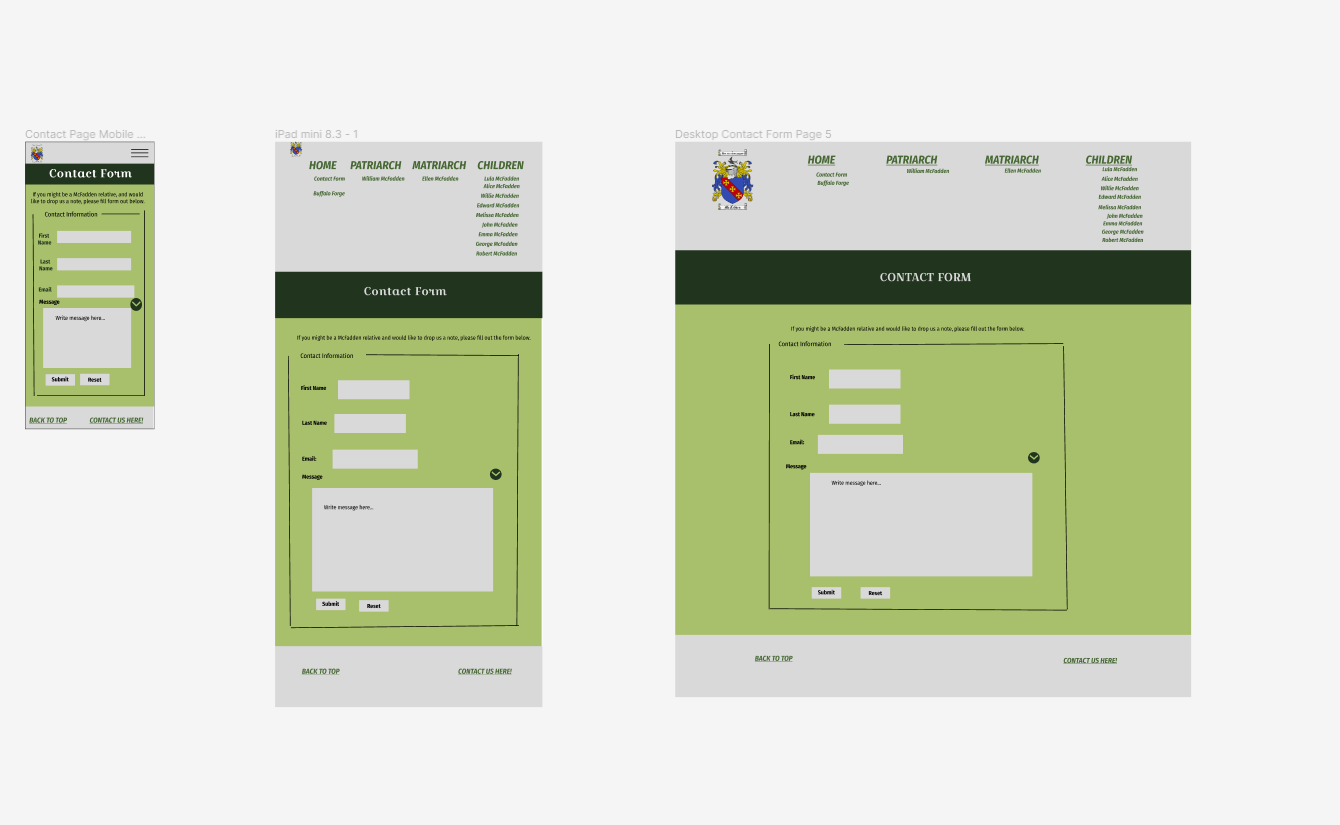 Contact Page Mobile ...
Contact Form
If you might be a McFadden relative, and would
like to drop us a note, please fill form out below.
Contact Information
First
Name
Last
Name
Email
Message
Write message here...
Submit Reset
BACK TO TOP CONTACT US HERE!
iPad mini 8.3 - 1
HOME PATRIARCH MATRIARCH CHILDREN
Contact Form William McFadden Ellen McFadden Lula McFadden
Alice McFadden
Buffalo Forge Willie McFadden
Edward McFadden
Melissa McFadden
John McFadden
Emma McFadden
George McFadden
Robert McFadden
Contact Form
If you might be a McFadden relative and would like to drop us a note, please fill out the form below.
Contact Information
First Name
Last Name
Email:
Message
Write message here...
Submit Reset
BACK TO TOP CONTACT US HERE!
Desktop Contact Form Page 5
HOME PATRIARCH MATRIARCH CHILDREN
Contact Form William McFadden Ellen McFadden Lula McFadden
Buffalo Forge Alice McFadden
Willie McFadden
Edward McFadden
Melissa McFadden
John McFadden
Emma McFadden
George McFadden
Robert McFadden
CONTACT FORM
If you might be a McFadden relative and would like to drop us a note, please fill out the form below.
Contact Information
First Name
Last Name
Email:
Message
Write message here...
Submit Reset
BACK TO TOP CONTACT US HERE!